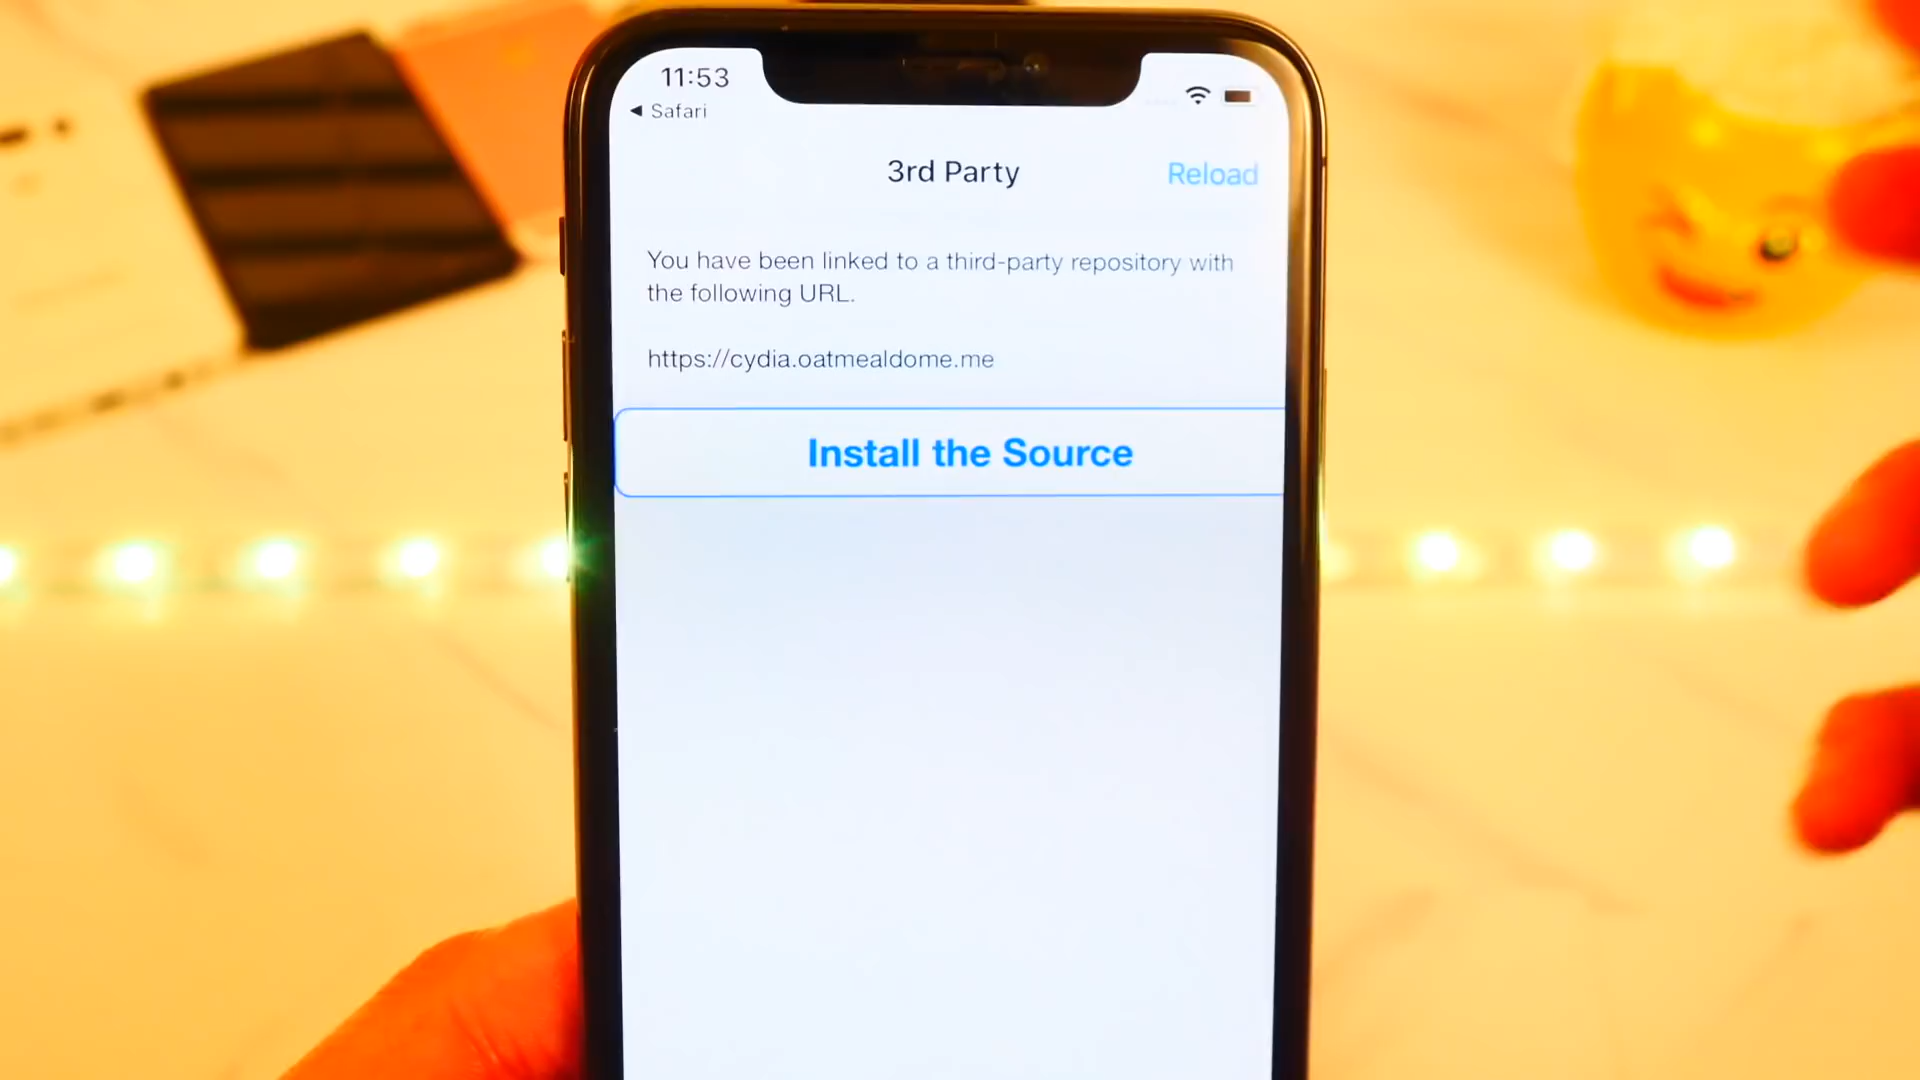 11:53
◀ Safari
3rd Party
Reload
You have been linked to a third-party repository with
the following URL.
https://cydia.oatmealdome.me
Install the Source